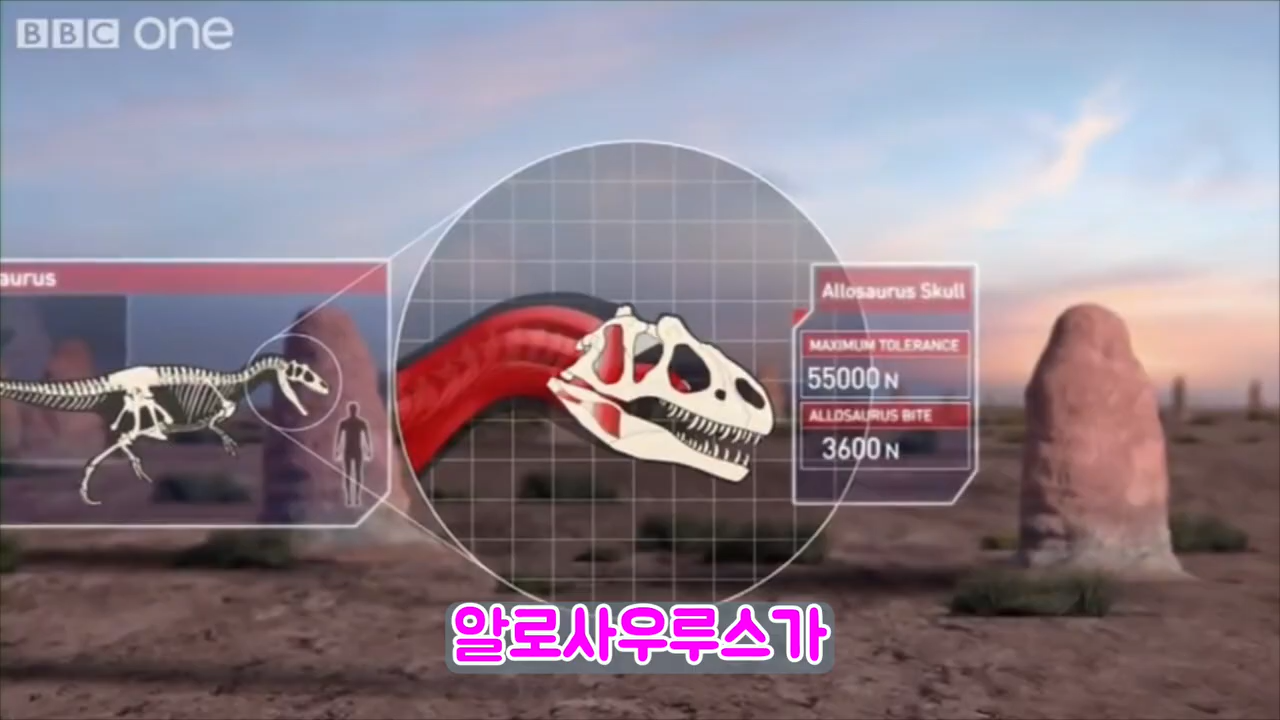 BBC one
aurus
Allosaurus Skull
MAXIMUM TOLERANCE
55000 N
ALLOSAURUS BITE
3600 N
알로사우루스가